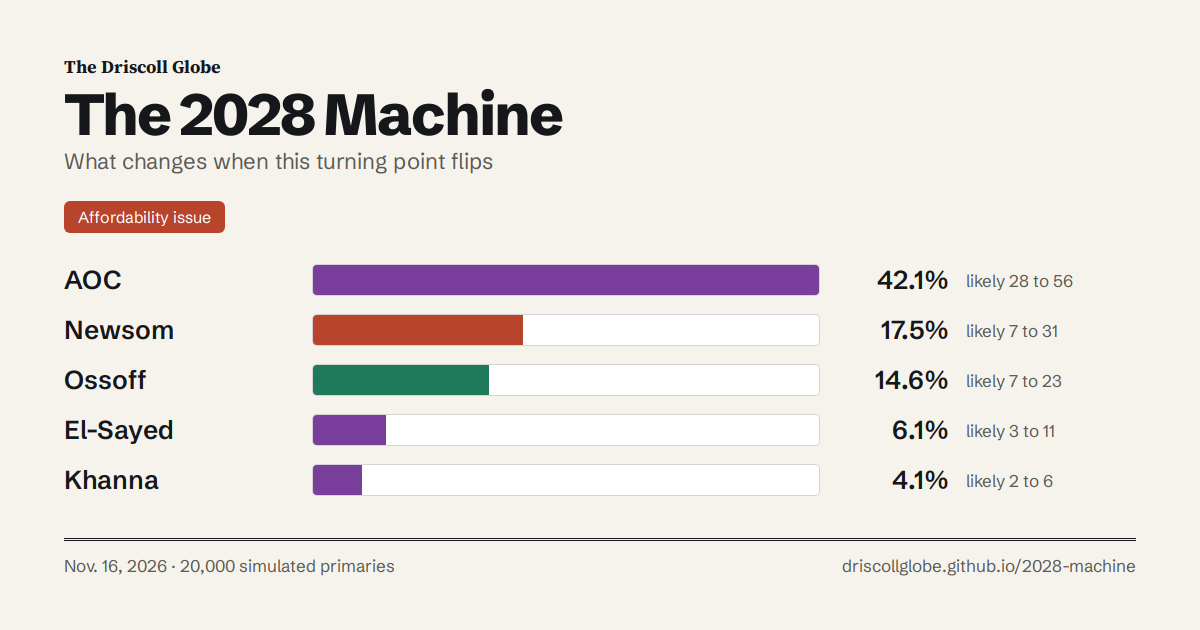 The Driscoll Globe
The 2028 Machine
What changes when this turning point flips
Affordability issue
AOC 42.1% likely 28 to 56
Newsom 17.5% likely 7 to 31
Ossoff 14.6% likely 7 to 23
El-Sayed 6.1% likely 3 to 11
Khanna 4.1% likely 2 to 6
Nov. 16, 2026 · 20,000 simulated primaries driscollglobe.github.io/2028-machine